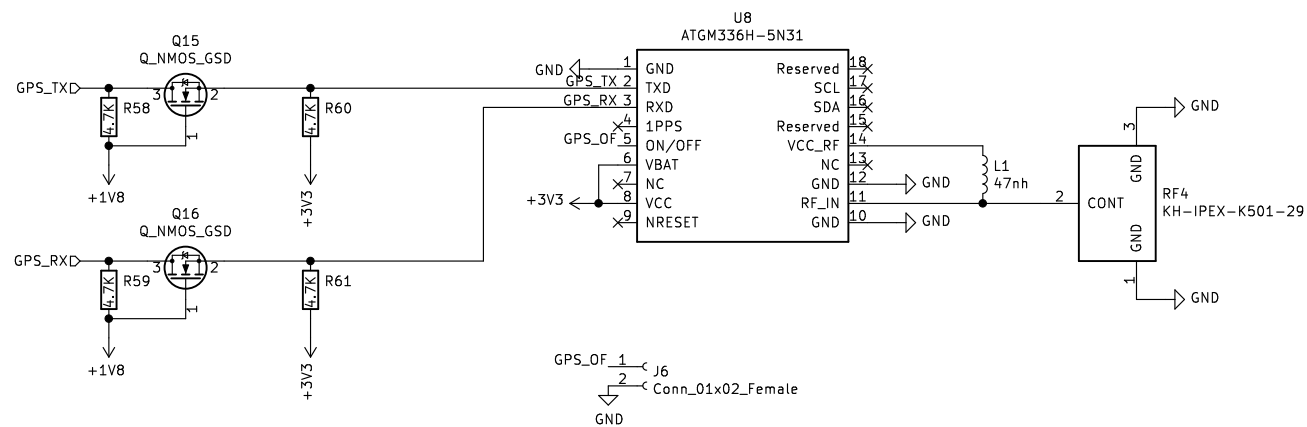 U8
ATGM336H-5N31
Q15
Q_NMOS_GSD
GPS_TX
3
2
1
R58
4.7K
+1V8
R60
4.7K
+3V3
GND
GPS_TX
GPS_RX
GPS_OF
+3V3
1 GND
2 TXD
3 RXD
4 1PPS
5 ON/OFF
6 VBAT
7 NC
8 VCC
9 NRESET
Reserved 18
SCL 17
SDA 16
Reserved 15
VCC_RF 14
NC 13
GND 12
RF_IN 11
GND 10
GND
GND
L1
47nh
GND
3
GND
2 CONT
RF4
KH-IPEX-K501-29
GND
1
GND
Q16
Q_NMOS_GSD
GPS_RX
3
2
1
R59
4.7K
+1V8
R61
4.7K
+3V3
GPS_OF 1
2
J6
Conn_01x02_Female
GND